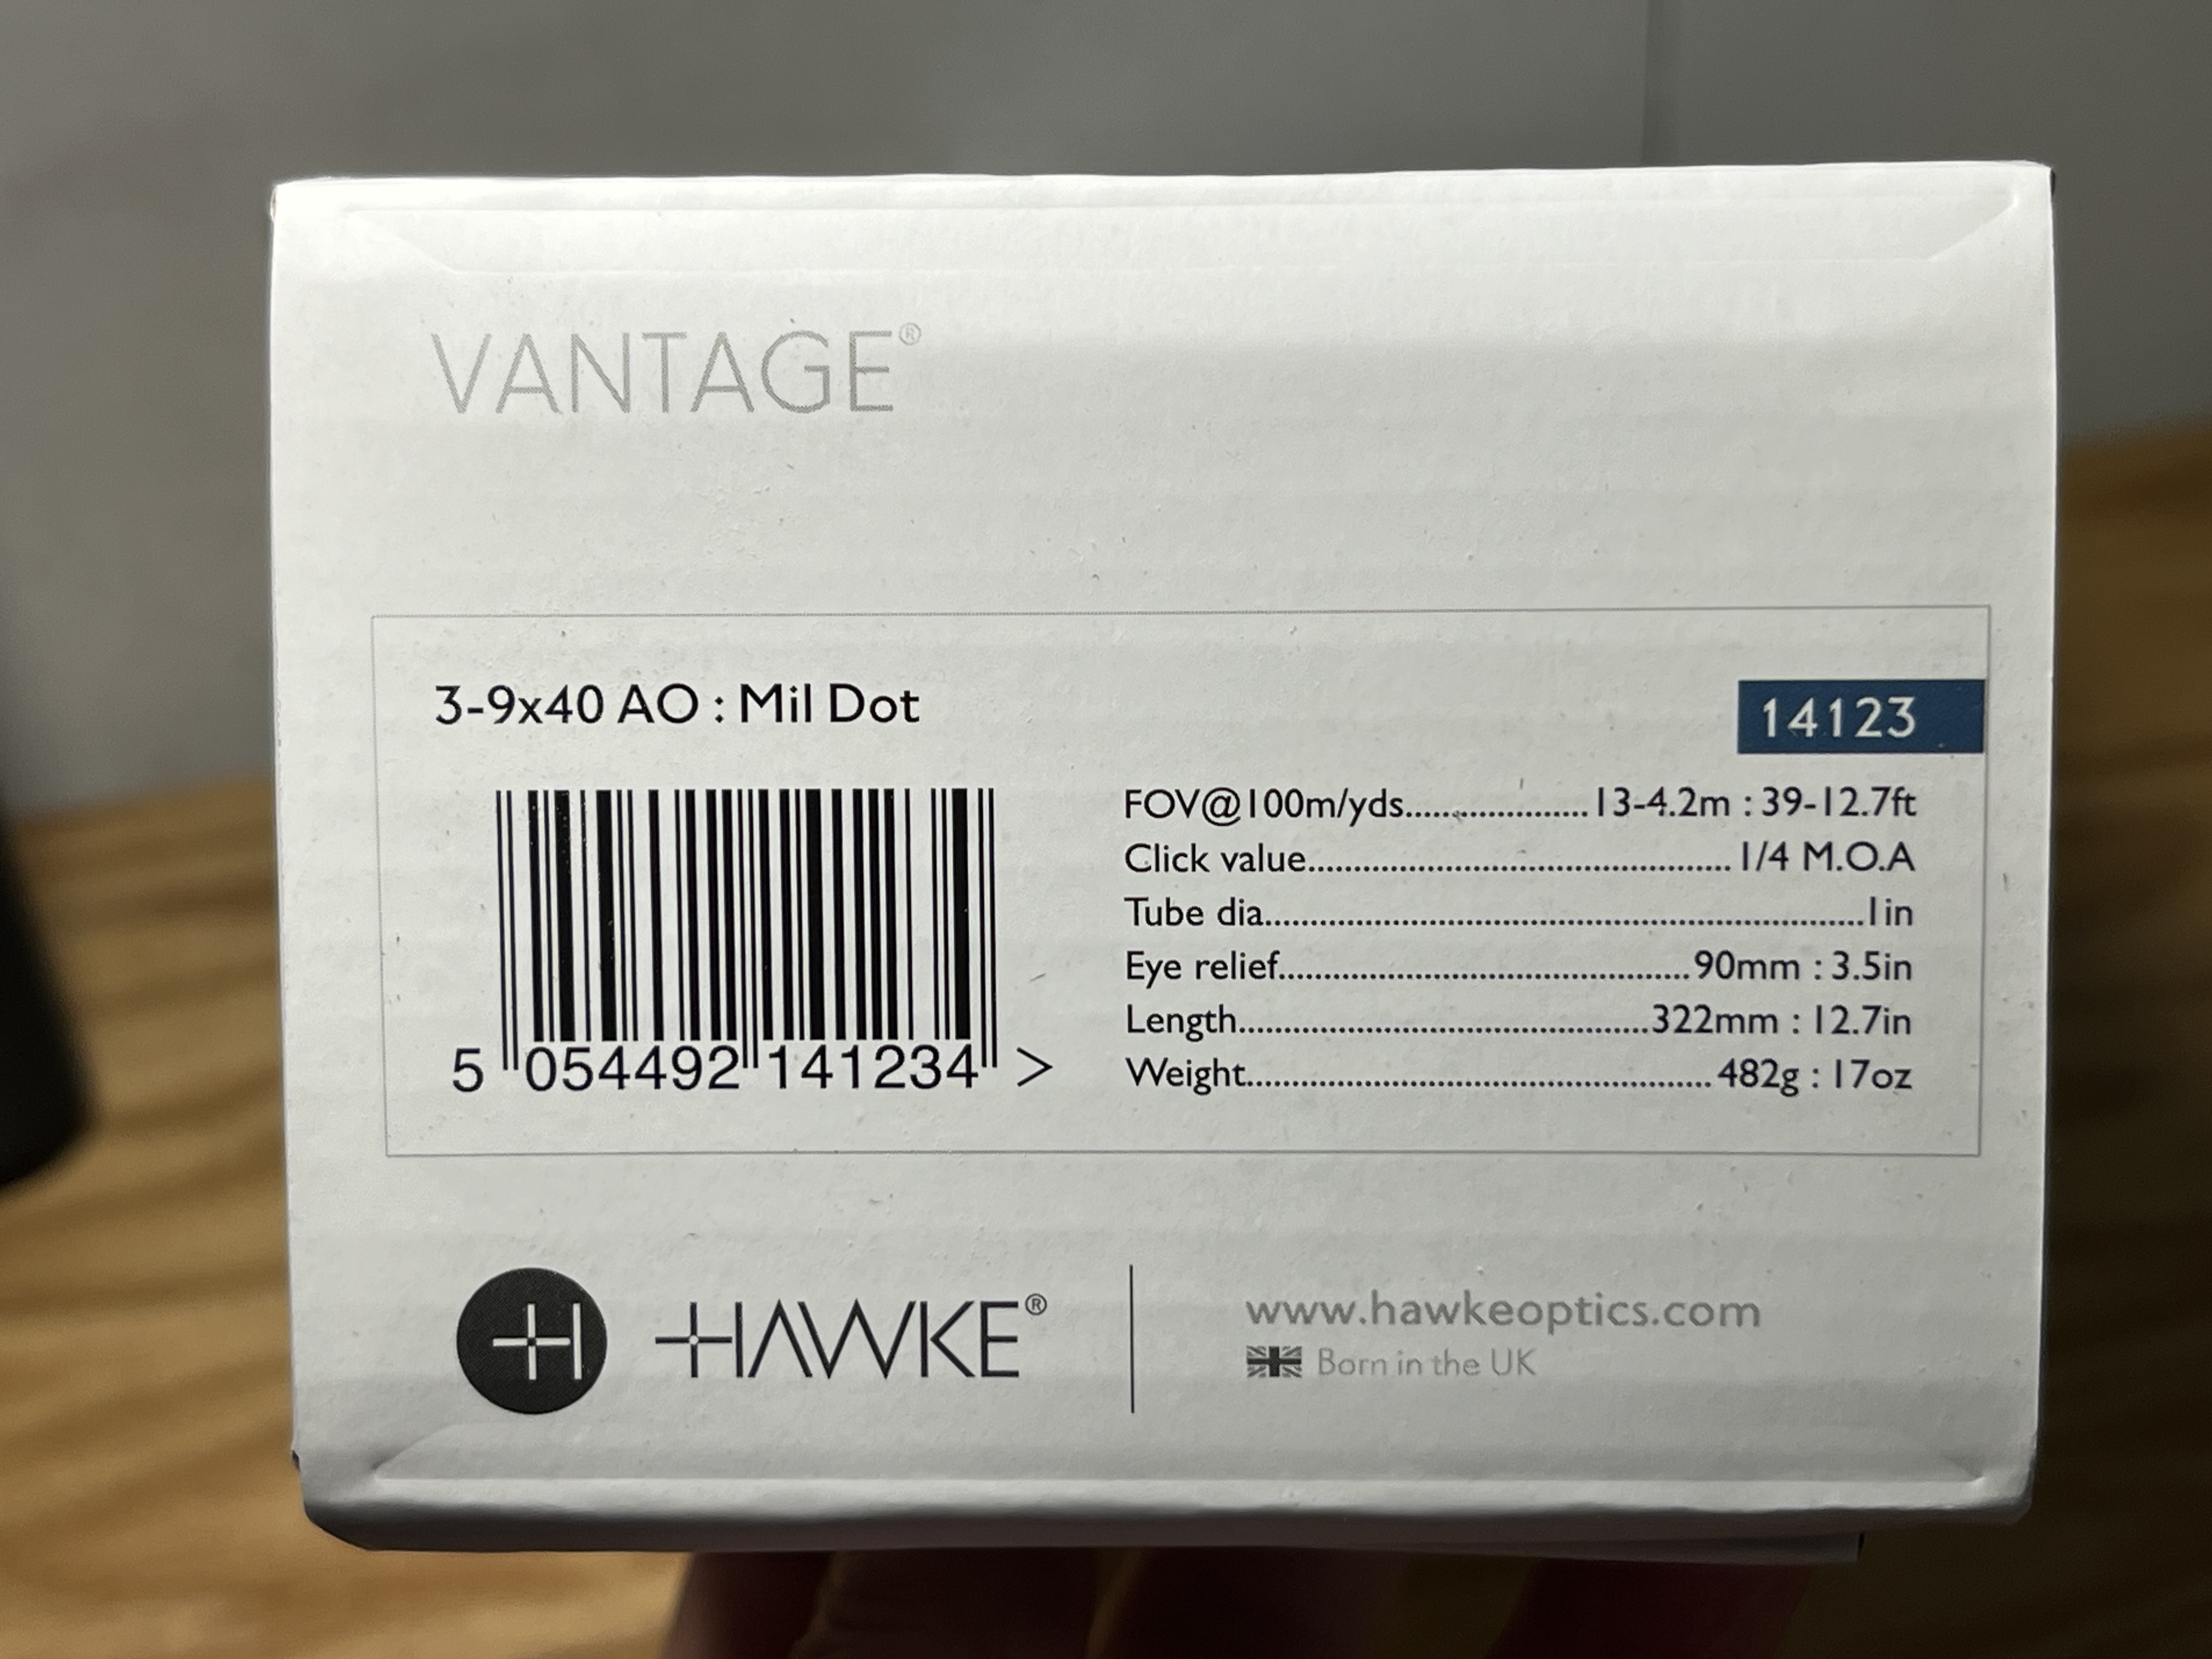 VANTAGE®
3-9x40 AO : Mil Dot
14123
FOV@100m/yds....................13-4.2m : 39-12.7ft
Click value...............................................1/4 M.O.A
Tube dia..................................................................1in
Eye relief.............................................90mm : 3.5in
Length.............................................322mm : 12.7in
Weight...................................................482g : 17oz
5 054492 141234 >
HAWKE®
www.hawkeoptics.com
Born in the UK